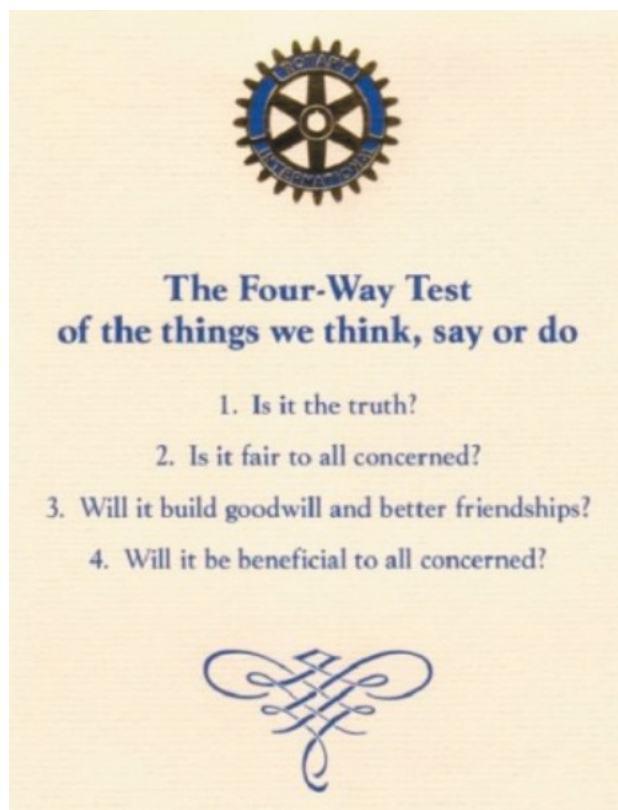 ROTARY
INTERNATIONAL
The Four-Way Test
of the things we think, say or do
1. Is it the truth?
2. Is it fair to all concerned?
3. Will it build goodwill and better friendships?
4. Will it be beneficial to all concerned?